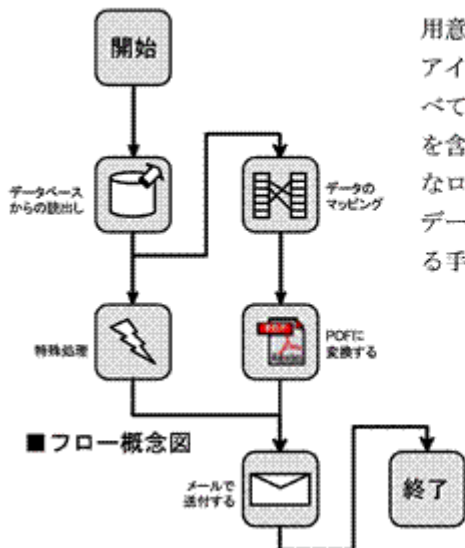 開始
データベース
からの読出し
データの
マッピング
特殊処理
PDFに
変換する
■フロー概念図
メールで
送付する
終了
用意
アイ
べて
を含
なロ
デー
る手